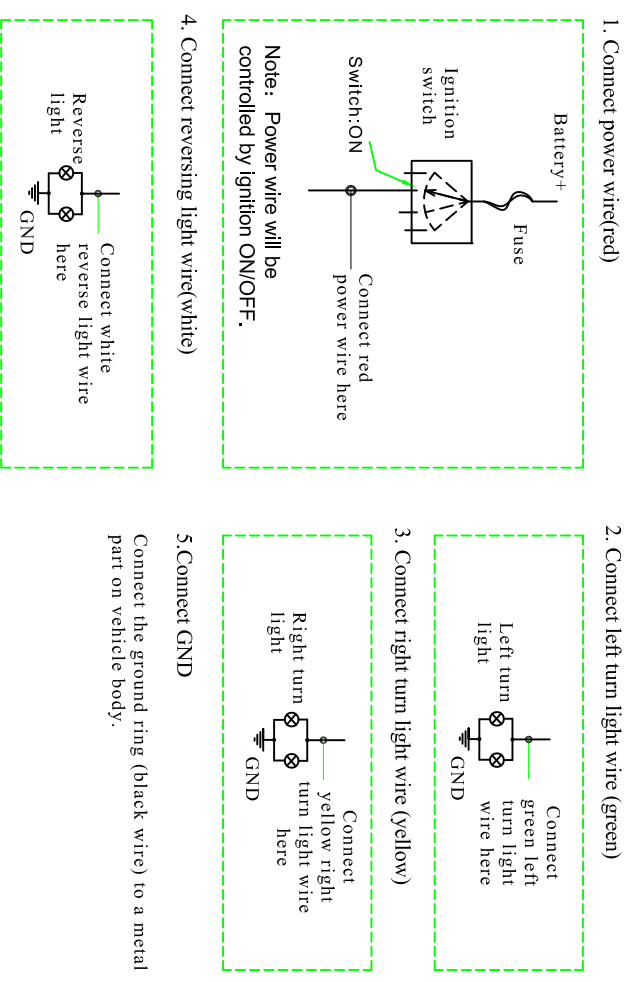 1. Connect power wire(red)
Battery+
Fuse
Ignition
switch
Switch:ON
Connect red
power wire here
Note: Power wire will be
controlled by ignition ON/OFF.
2. Connect left turn light wire (green)
Left turn
light
Connect
green left
turn light
wire here
GND
3. Connect right turn light wire (yellow)
Right turn
light
Connect
yellow right
turn light wire
here
GND
4. Connect reversing light wire(white)
Reverse
light
Connect white
reverse light wire
here
GND
5.Connect GND
Connect the ground ring (black wire) to a metal
part on vehicle body.